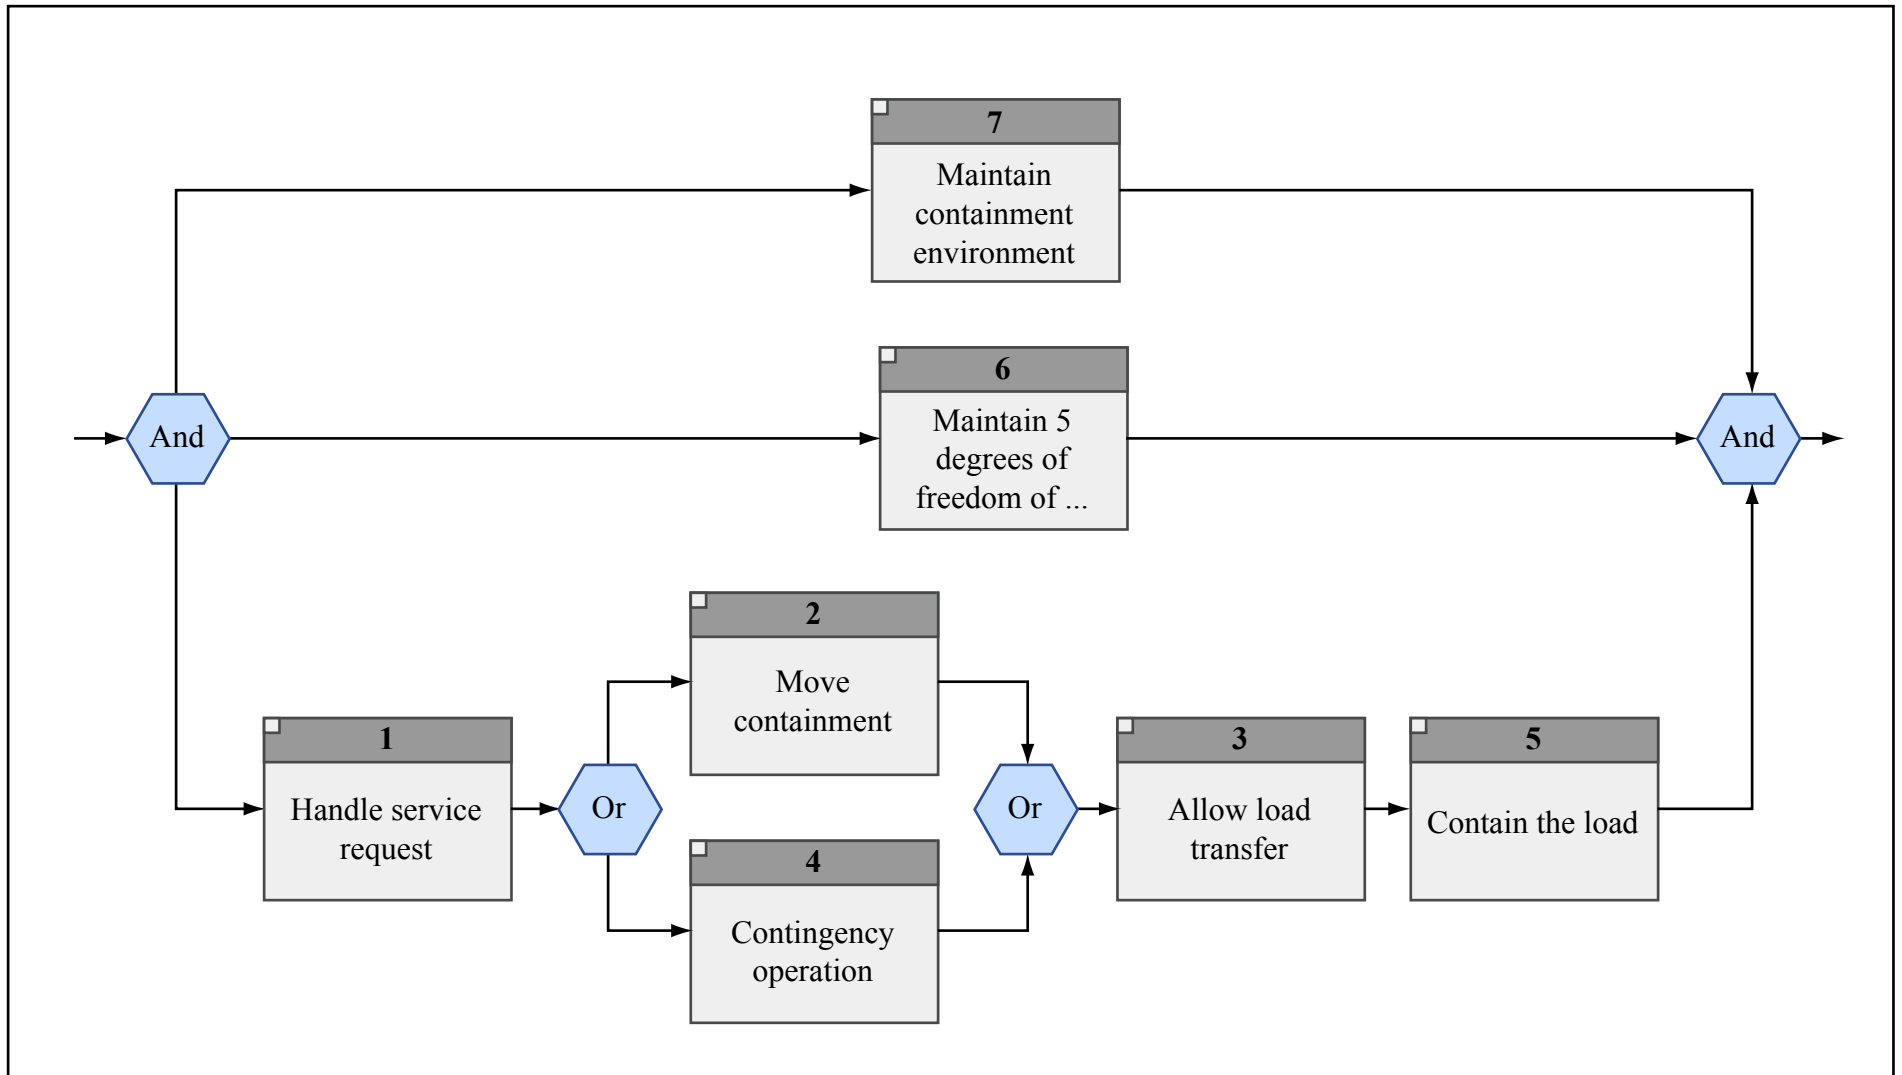 7
Maintain
containment
environment
And
6
Maintain 5
degrees of
freedom of ...
And
2
Move
containment
1
Handle service
request
Or
Or
3
Allow load
transfer
5
Contain the load
4
Contingency
operation